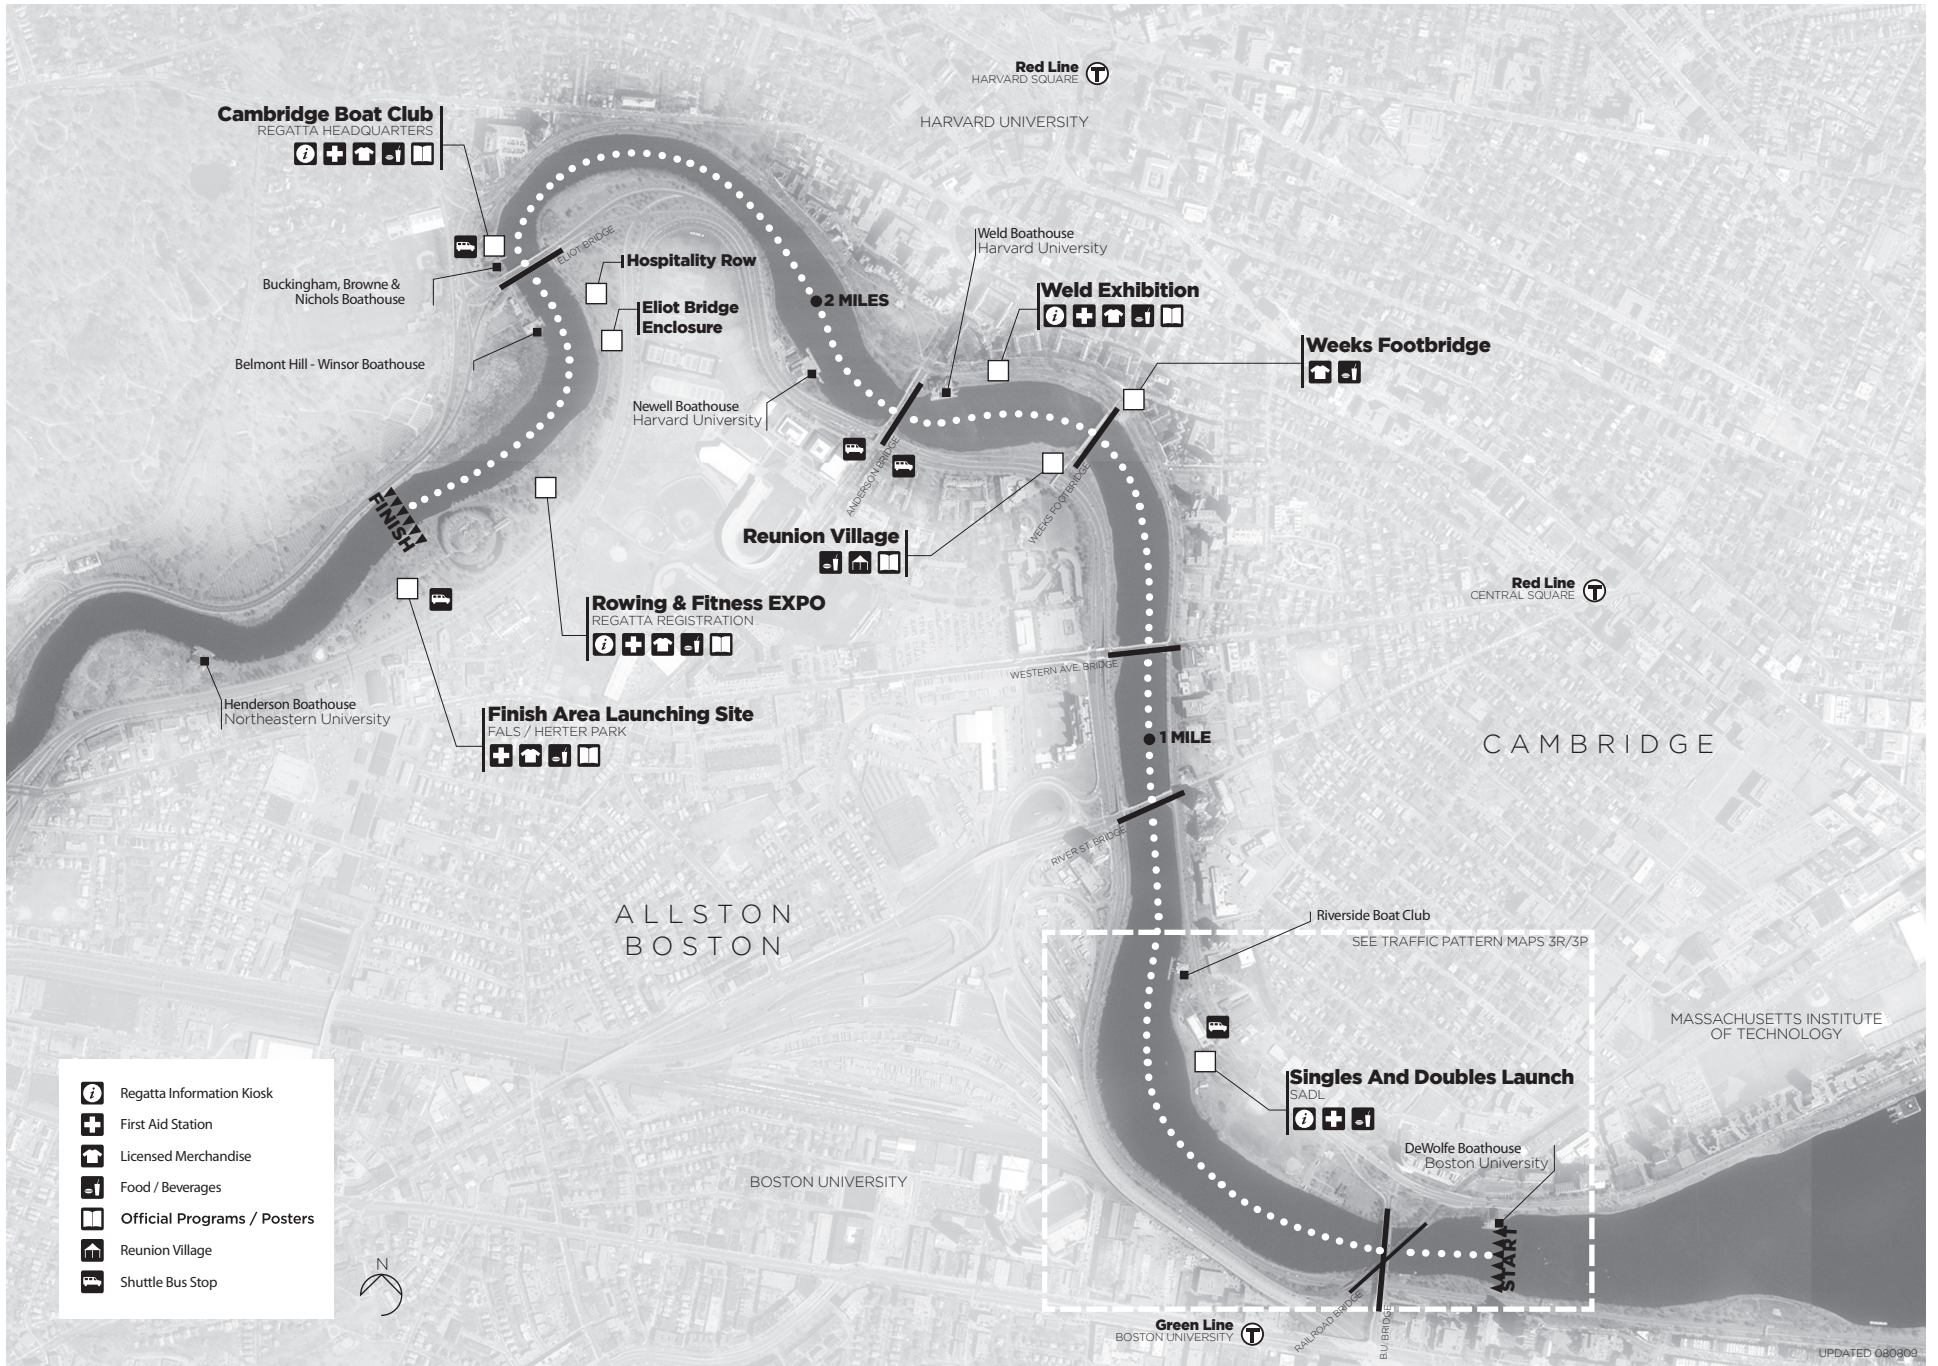 Red Line
HARVARD SQUARE
T
HARVARD UNIVERSITY
Cambridge Boat Club
REGATTA HEADQUARTERS
i
ELIOT BRIDGE
Hospitality Row
Buckingham, Browne &
Nichols Boathouse
Eliot Bridge
Enclosure
Belmont Hill - Winsor Boathouse
2 MILES
Weld Boathouse
Harvard University
Weld Exhibition
i
Weeks Footbridge
Newell Boathouse
Harvard University
ANDERSON BRIDGE
WEEKS FOOTBRIDGE
FINISH
Reunion Village
Rowing & Fitness EXPO
REGATTA REGISTRATION
i
Red Line
CENTRAL SQUARE
T
WESTERN AVE. BRIDGE
Henderson Boathouse
Northeastern University
Finish Area Launching Site
FALS / HERTER PARK
1 MILE
CAMBRIDGE
RIVER ST. BRIDGE
ALLSTON
BOSTON
Riverside Boat Club
SEE TRAFFIC PATTERN MAPS 3R/3P
MASSACHUSETTS INSTITUTE
OF TECHNOLOGY
Singles And Doubles Launch
SADL
i
DeWolfe Boathouse
Boston University
BOSTON UNIVERSITY
START
RAILROAD BRIDGE
B.U. BRIDGE
Green Line
BOSTON UNIVERSITY
T
i
Regatta Information Kiosk
First Aid Station
Licensed Merchandise
Food / Beverages
Official Programs / Posters
Reunion Village
Shuttle Bus Stop
N
UPDATED 080809